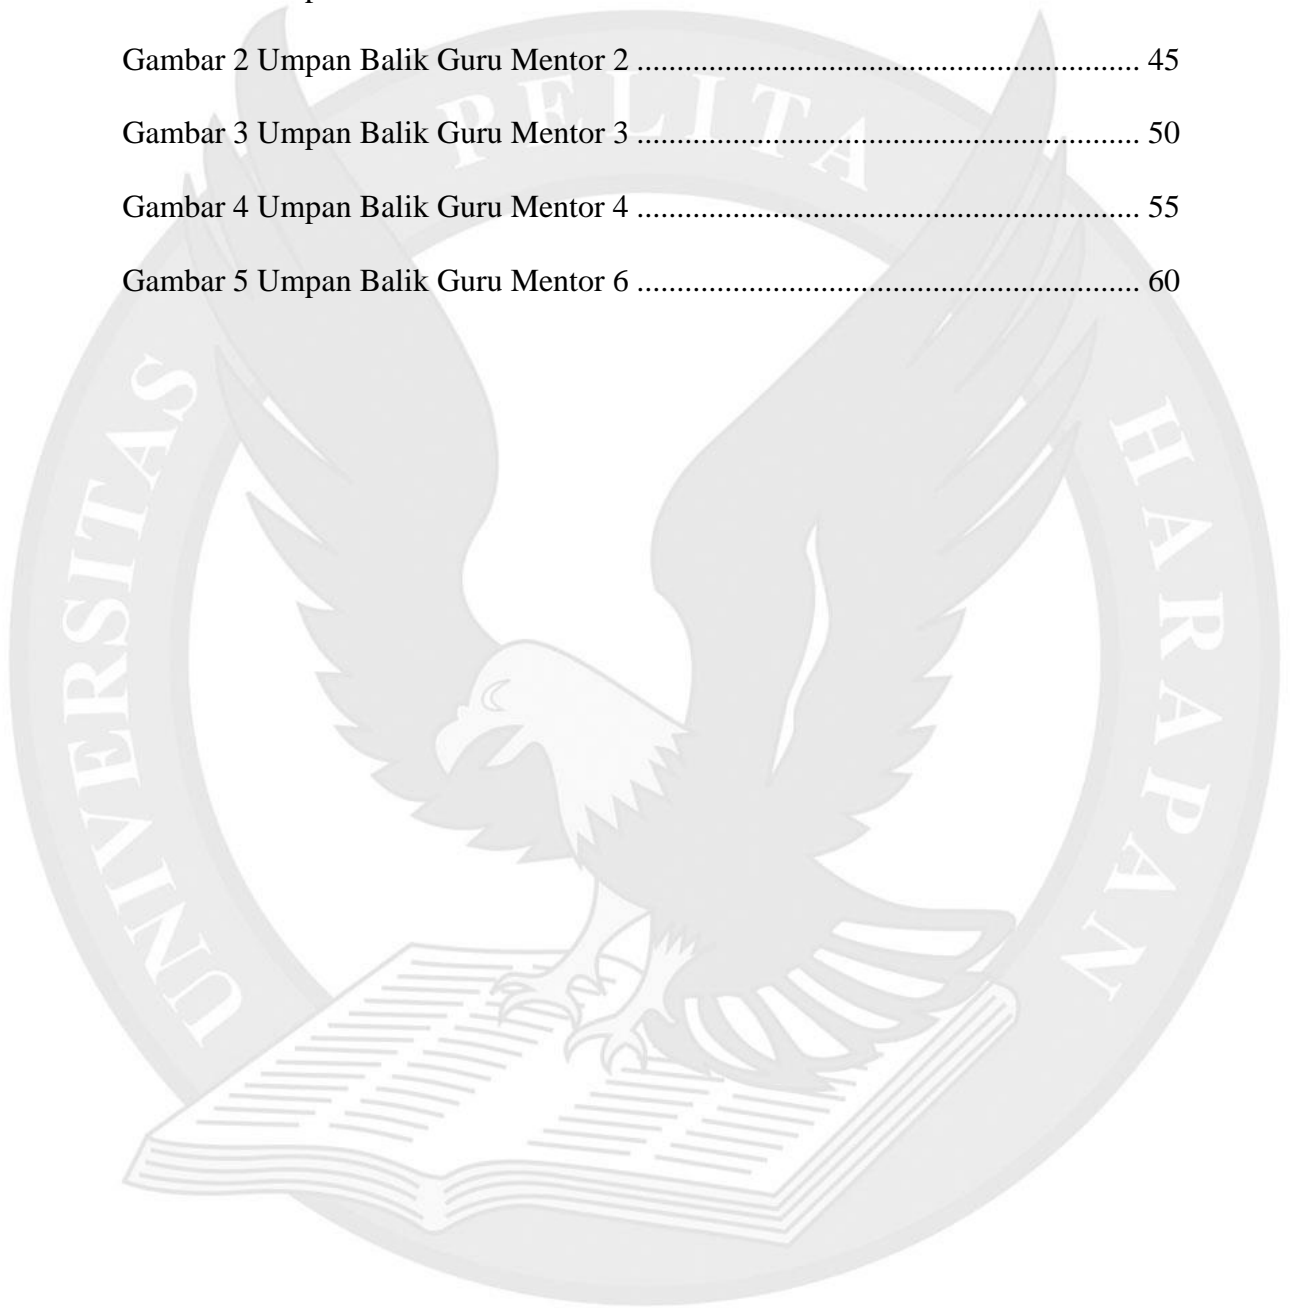 Gambar 2 Umpan Balik Guru Mentor 2 ................................................................ 45
Gambar 3 Umpan Balik Guru Mentor 3 ................................................................ 50
Gambar 4 Umpan Balik Guru Mentor 4 ................................................................ 55
Gambar 5 Umpan Balik Guru Mentor 6 ................................................................ 60
UNIVERSITAS PELITA HARAPAN